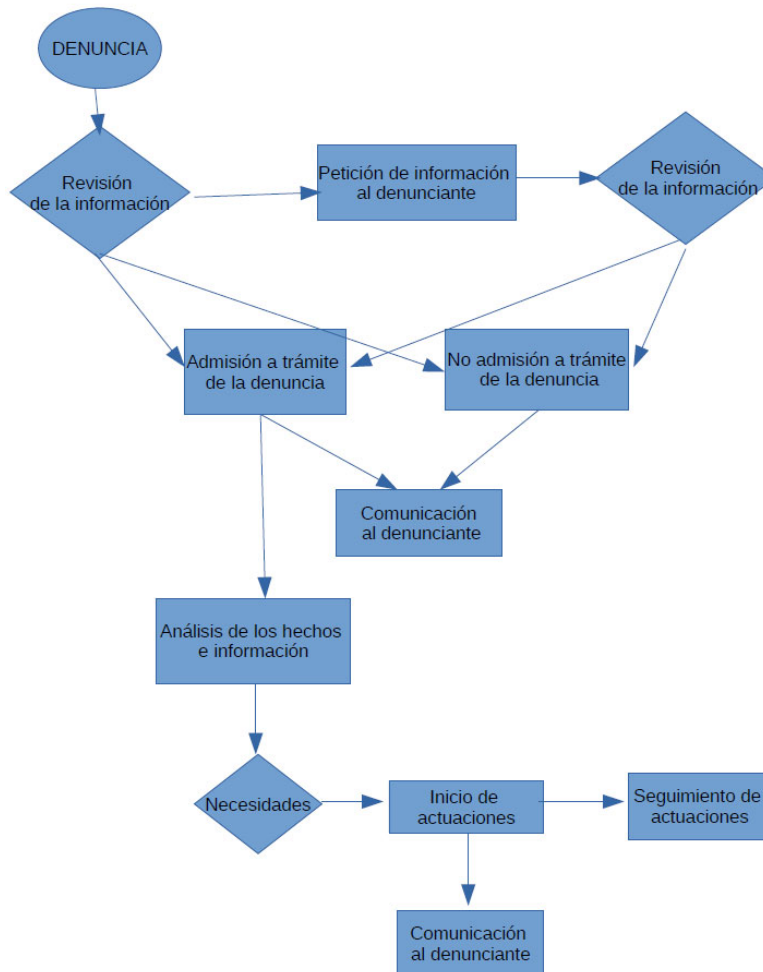 DENUNCIA
Revisión
de la información
Petición de información
al denunciante
Revisión
de la información
Admisión a trámite
de la denuncia
No admisión a trámite
de la denuncia
Comunicación
al denunciante
Análisis de los hechos
e información
Necesidades
Inicio de
actuaciones
Seguimiento de
actuaciones
Comunicación
al denunciante